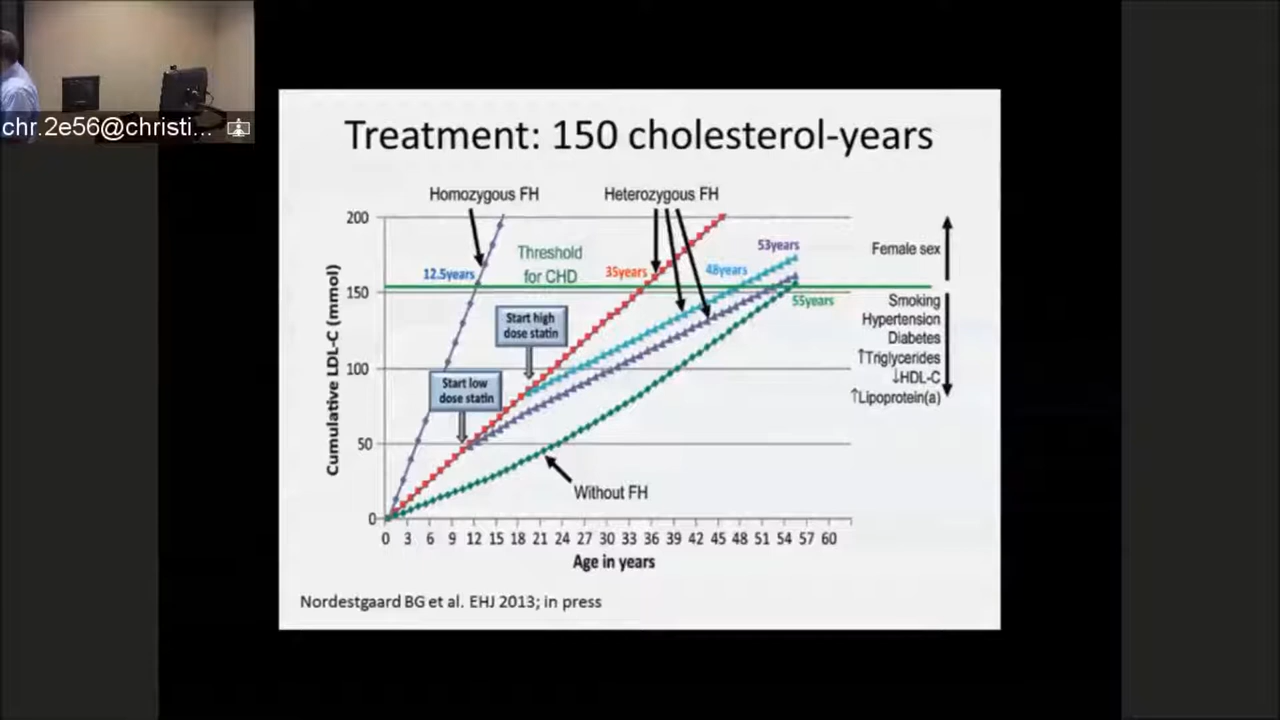 chr.2e56@christi...
Treatment: 150 cholesterol-years
Homozygous FH
Heterozygous FH
200
150
100
50
0
Cumulative LDL-C (mmol)
12.5years
Threshold
for CHD
35years
48years
53years
55years
Start high
dose statin
Start low
dose statin
Without FH
Female sex
Smoking
Hypertension
Diabetes
↑Triglycerides
↓HDL-C
↑Lipoprotein(a)
0 3 6 9 12 15 18 21 24 27 30 33 36 39 42 45 48 51 54 57 60
Age in years
Nordestgaard BG et al. EHJ 2013; in press